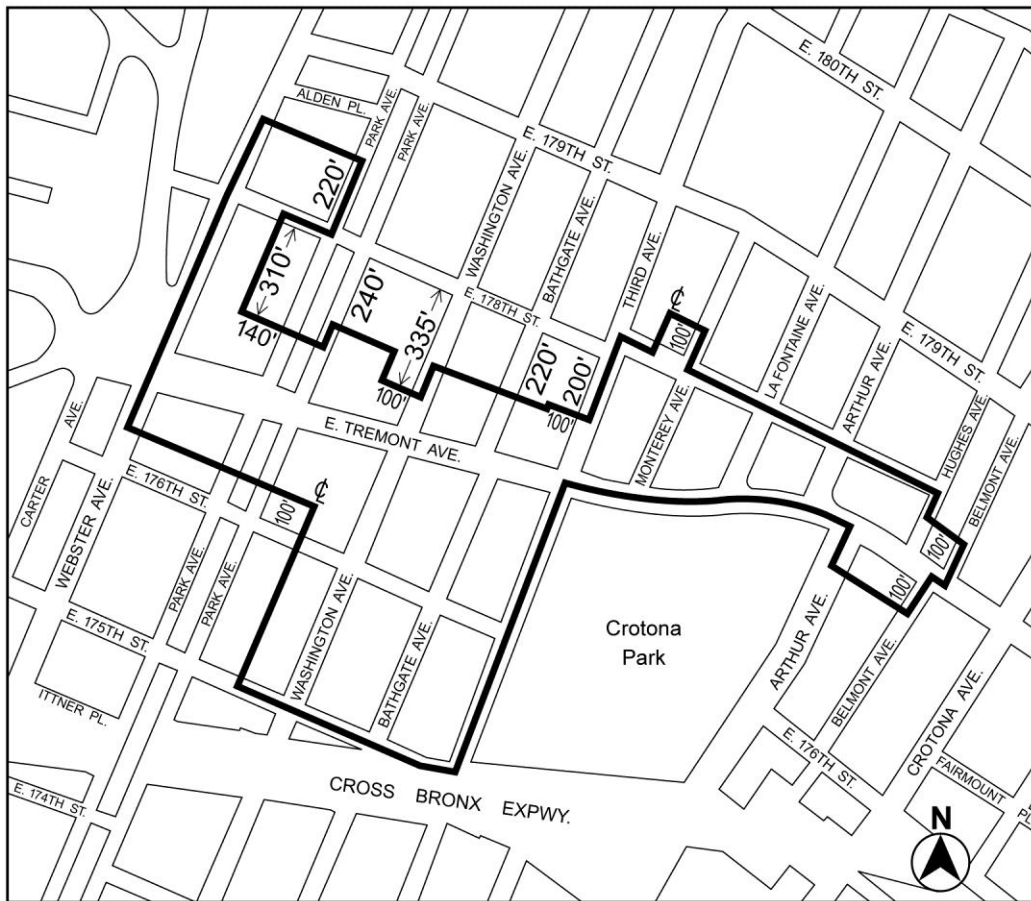 E. 180TH ST.
ALDEN PL.
PARK AVE.
PARK AVE.
E. 179TH ST.
WASHINGTON AVE.
BATHGATE AVE.
THIRD AVE.
220'
310'
140'
240'
335'
100'
E. 178TH ST.
220'
200'
100'
℄
100'
LA FONTAINE AVE.
ARTHUR AVE.
E. 179TH ST.
HUGHES AVE.
BELMONT AVE.
MONTEREY AVE.
E. TREMONT AVE.
CARTER
AVE.
WEBSTER AVE.
E. 176TH ST.
100'
℄
100'
100'
PARK AVE.
PARK AVE.
WASHINGTON AVE.
BATHGATE AVE.
Crotona
Park
ARTHUR AVE.
BELMONT AVE.
CROTONA AVE.
E. 175TH ST.
ITTNER PL.
E. 176TH ST.
FAIRMOUNT
CROSS BRONX EXPWY.
E. 174TH ST.
N